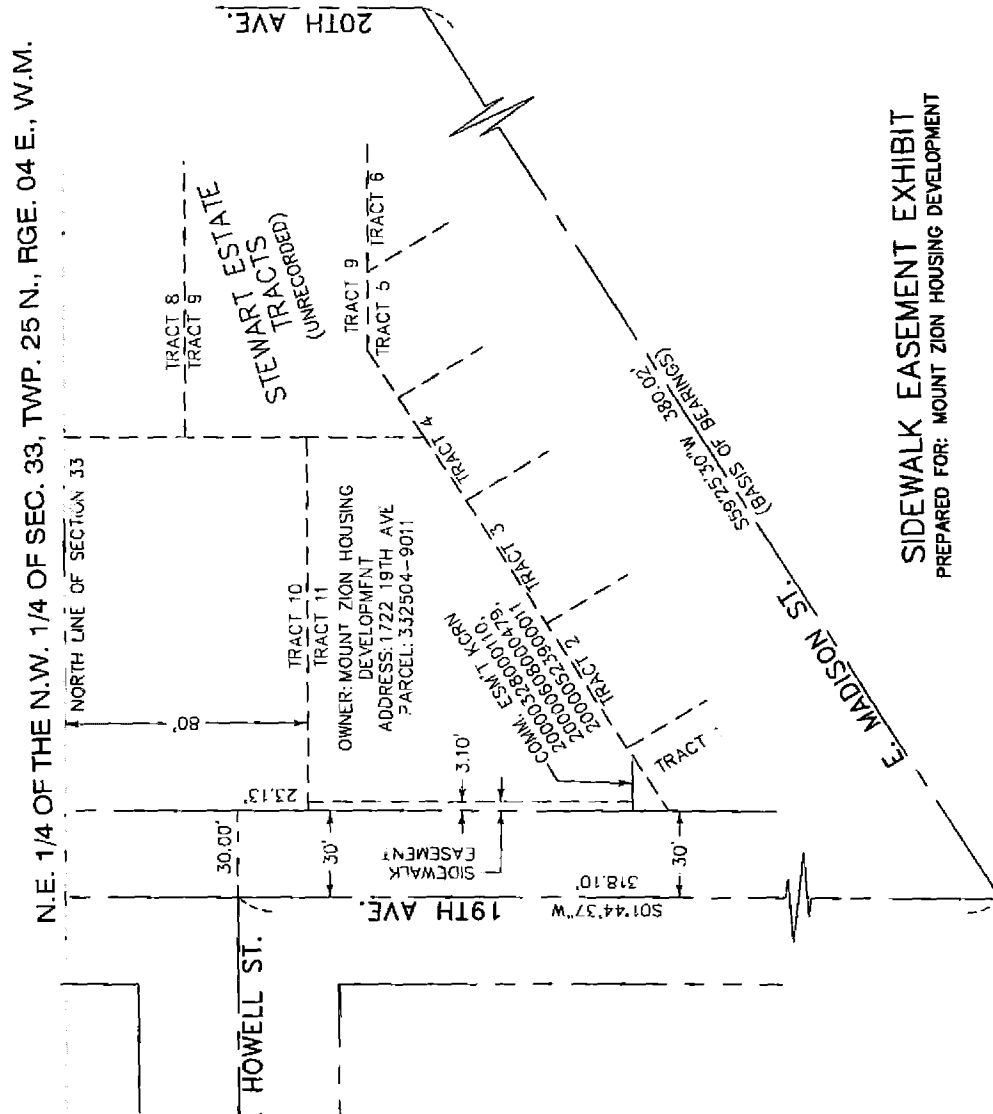 N.E. 1/4 OF THE N.W. 1/4 OF SEC. 33, TWP. 25 N., RGE. 04 E., W.M.
20TH AVE.
NORTH LINE OF SECTION 33
TRACT 8
TRACT 9
STEWART ESTATE
TRACTS
(UNRECORDED)
80'
TRACT 10
TRACT 11
TRACT 9
TRACT 5
TRACT 6
OWNER: MOUNT ZION HOUSING
DEVELOPMENT
ADDRESS: 1722 19TH AVE
PARCEL: 332504-9011
TRACT 4
TRACT 3
TRACT 2
TRACT
COMM. ESM'T KCRN
20000328000110,
20000608000479,
20000523900011
23.13'
3.10'
30.00'
30'
SIDEWALK
EASEMENT
30'
HOWELL ST.
19TH AVE.
S01°44'37"W
318.10'
S59°25'30"W 380.02'
(BASIS OF BEARINGS)
E. MADISON ST.
SIDEWALK EASEMENT EXHIBIT
PREPARED FOR: MOUNT ZION HOUSING DEVELOPMENT